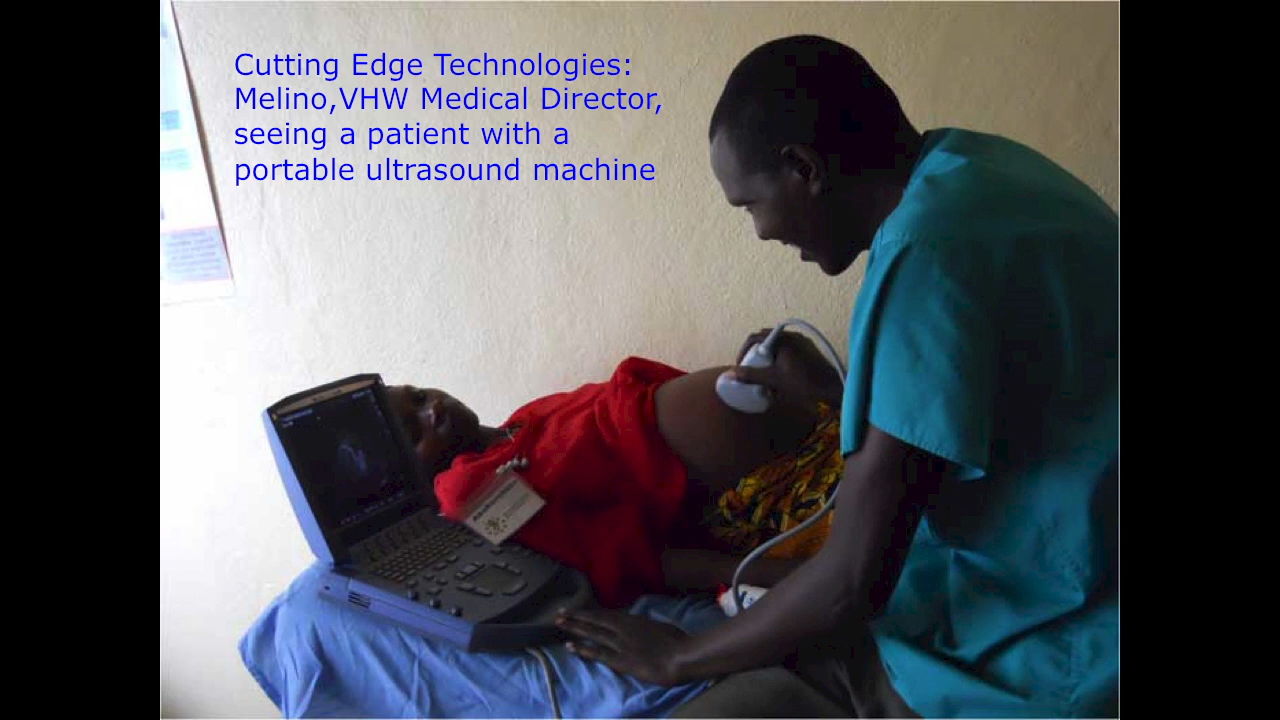 Cutting Edge Technologies:
Melino,VHW Medical Director,
seeing a patient with a
portable ultrasound machine